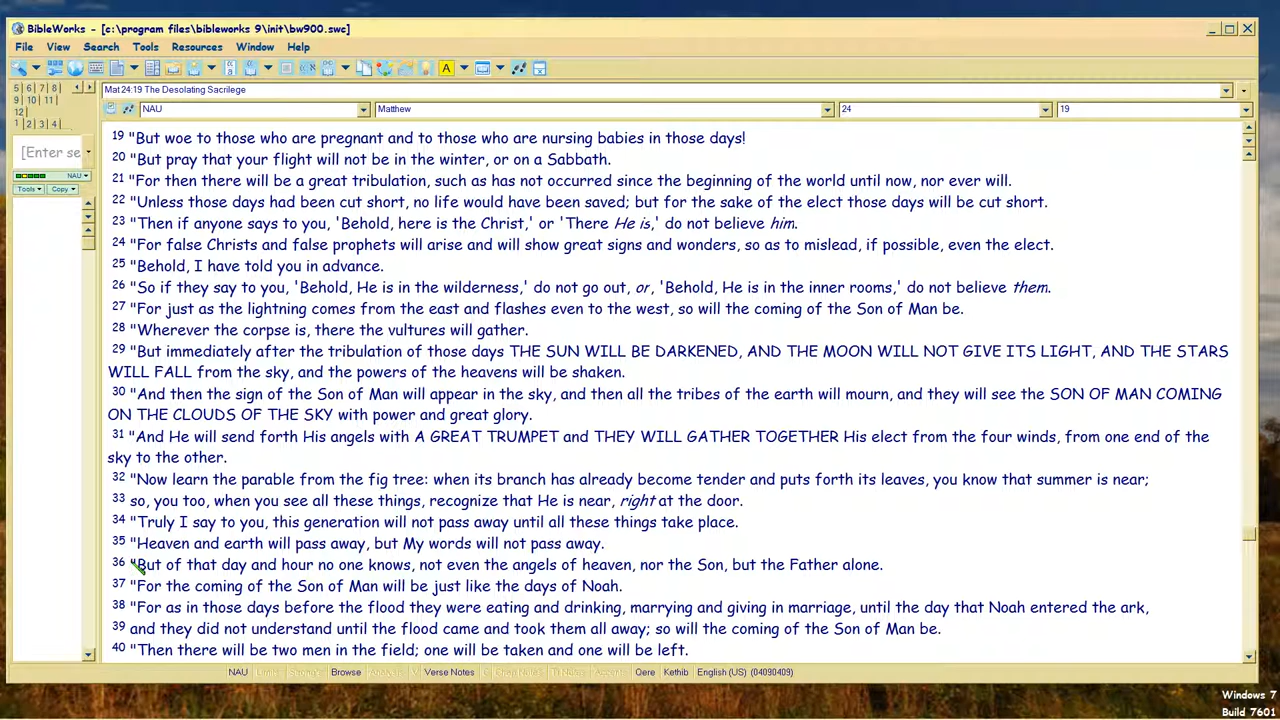 BibleWorks - [c:\program files\bibleworks 9\init\bw900.swc]
File View Search Tools Resources Window Help
A
5| 6| 7| 8|
9| 10| 11|
12|
1| 2| 3| 4|
Mat 24:19 The Desolating Sacrilege
NAU Matthew 24 19
[Enter se
NAU
Tools Copy
19 "But woe to those who are pregnant and to those who are nursing babies in those days!
20 "But pray that your flight will not be in the winter, or on a Sabbath.
21 "For then there will be a great tribulation, such as has not occurred since the beginning of the world until now, nor ever will.
22 "Unless those days had been cut short, no life would have been saved; but for the sake of the elect those days will be cut short.
23 "Then if anyone says to you, 'Behold, here is the Christ,' or 'There He is,' do not believe him.
24 "For false Christs and false prophets will arise and will show great signs and wonders, so as to mislead, if possible, even the elect.
25 "Behold, I have told you in advance.
26 "So if they say to you, 'Behold, He is in the wilderness,' do not go out, or, 'Behold, He is in the inner rooms,' do not believe them.
27 "For just as the lightning comes from the east and flashes even to the west, so will the coming of the Son of Man be.
28 "Wherever the corpse is, there the vultures will gather.
29 "But immediately after the tribulation of those days THE SUN WILL BE DARKENED, AND THE MOON WILL NOT GIVE ITS LIGHT, AND THE STARS
WILL FALL from the sky, and the powers of the heavens will be shaken.
30 "And then the sign of the Son of Man will appear in the sky, and then all the tribes of the earth will mourn, and they will see the SON OF MAN COMING
ON THE CLOUDS OF THE SKY with power and great glory.
31 "And He will send forth His angels with A GREAT TRUMPET and THEY WILL GATHER TOGETHER His elect from the four winds, from one end of the
sky to the other.
32 "Now learn the parable from the fig tree: when its branch has already become tender and puts forth its leaves, you know that summer is near;
33 so, you too, when you see all these things, recognize that He is near, right at the door.
34 "Truly I say to you, this generation will not pass away until all these things take place.
35 "Heaven and earth will pass away, but My words will not pass away.
36 "But of that day and hour no one knows, not even the angels of heaven, nor the Son, but the Father alone.
37 "For the coming of the Son of Man will be just like the days of Noah.
38 "For as in those days before the flood they were eating and drinking, marrying and giving in marriage, until the day that Noah entered the ark,
39 and they did not understand until the flood came and took them all away; so will the coming of the Son of Man be.
40 "Then there will be two men in the field; one will be taken and one will be left.
NAU Browse Verse Notes Qere Kethib English (US) (04090409)
Windows 7
Build 7601